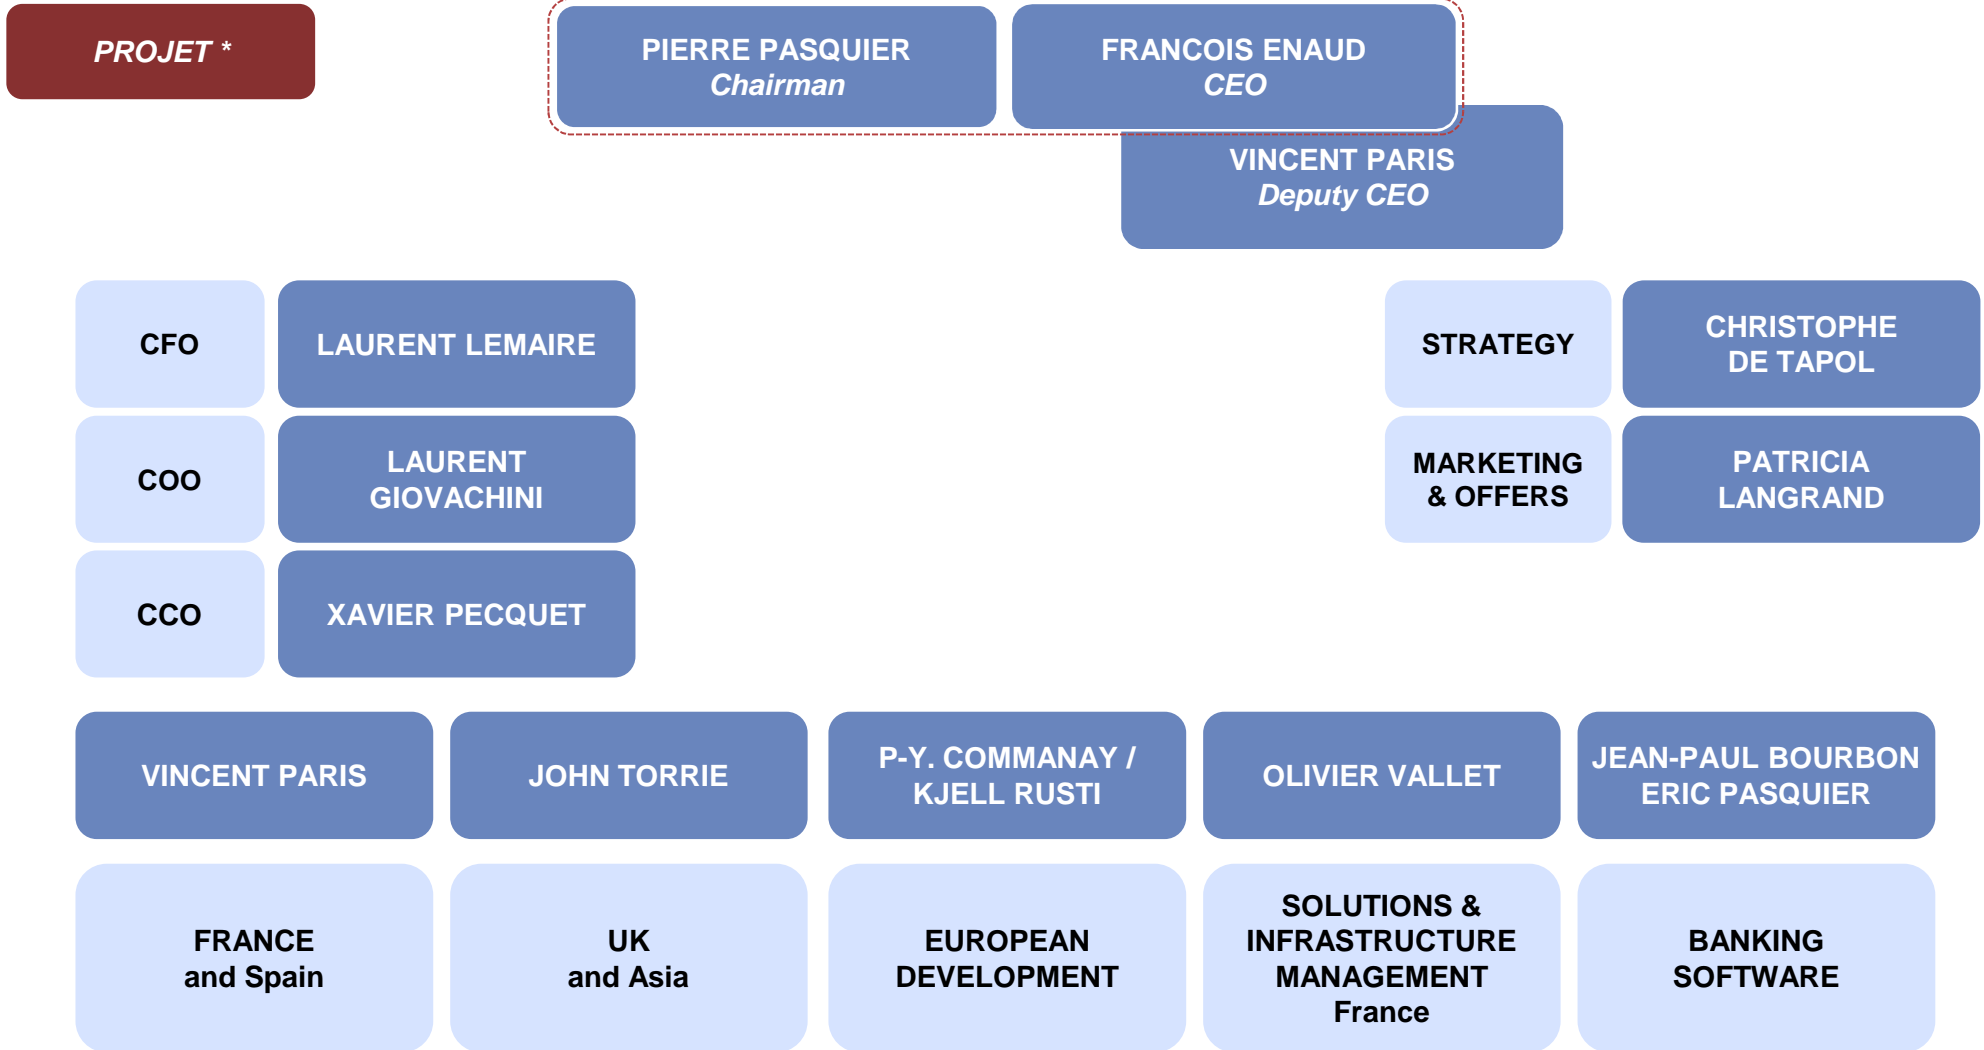 PROJET *
PIERRE PASQUIER
Chairman
FRANCOIS ENAUD
CEO
VINCENT PARIS
Deputy CEO
CFO
LAURENT LEMAIRE
STRATEGY
CHRISTOPHE
DE TAPOL
COO
LAURENT
GIOVACHINI
MARKETING
& OFFERS
PATRICIA
LANGRAND
CCO
XAVIER PECQUET
VINCENT PARIS
JOHN TORRIE
P-Y. COMMANAY /
KJELL RUSTI
OLIVIER VALLET
JEAN-PAUL BOURBON
ERIC PASQUIER
FRANCE
and Spain
UK
and Asia
EUROPEAN
DEVELOPMENT
SOLUTIONS &
INFRASTRUCTURE
MANAGEMENT
France
BANKING
SOFTWARE